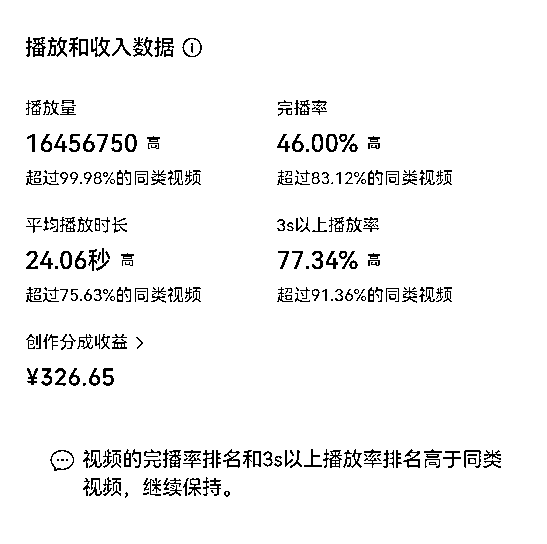 播放和收入数据
播放量
16456750 高
超过99.98%的同类视频
完播率
46.00% 高
超过83.12%的同类视频
平均播放时长
24.06秒 高
超过75.63%的同类视频
3s以上播放率
77.34% 高
超过91.36%的同类视频
创作分成收益
¥326.65
视频的完播率排名和3s以上播放率排名高于同类
视频，继续保持。